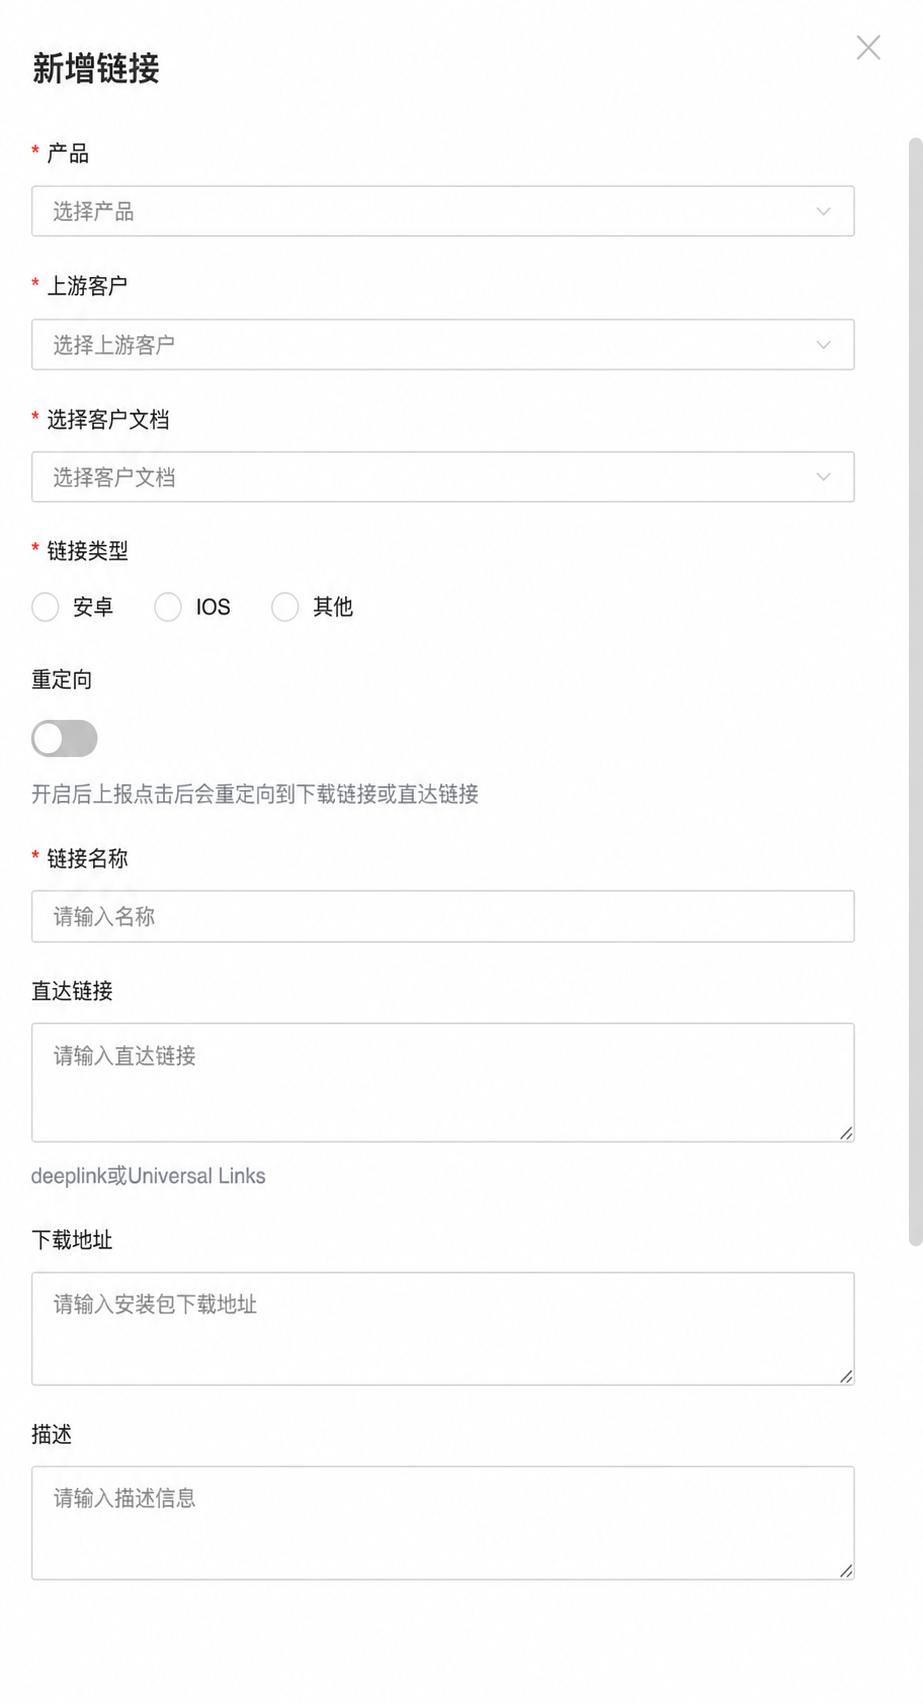 新增链接
* 产品
选择产品
* 上游客户
选择上游客户
* 选择客户文档
选择客户文档
* 链接类型
安卓 IOS 其他
重定向
开启后上报点击后会重定向到下载链接或直达链接
* 链接名称
请输入名称
直达链接
请输入直达链接
deeplink或Universal Links
下载地址
请输入安装包下载地址
描述
请输入描述信息